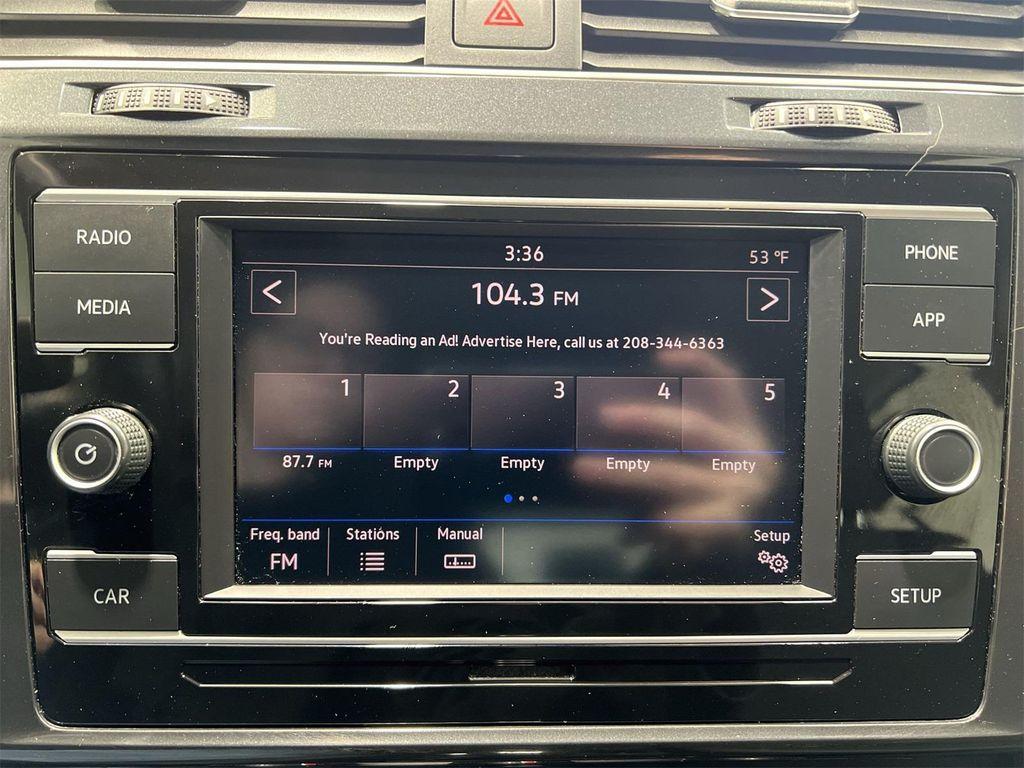 RADIO
MEDIA
CAR
3:36
53 °F
104.3 FM
You're Reading an Ad! Advertise Here, call us at 208-344-6363
1 2 3 4 5
87.7 FM Empty Empty Empty Empty
Freq. band Stations Manual Setup
FM
PHONE
APP
SETUP